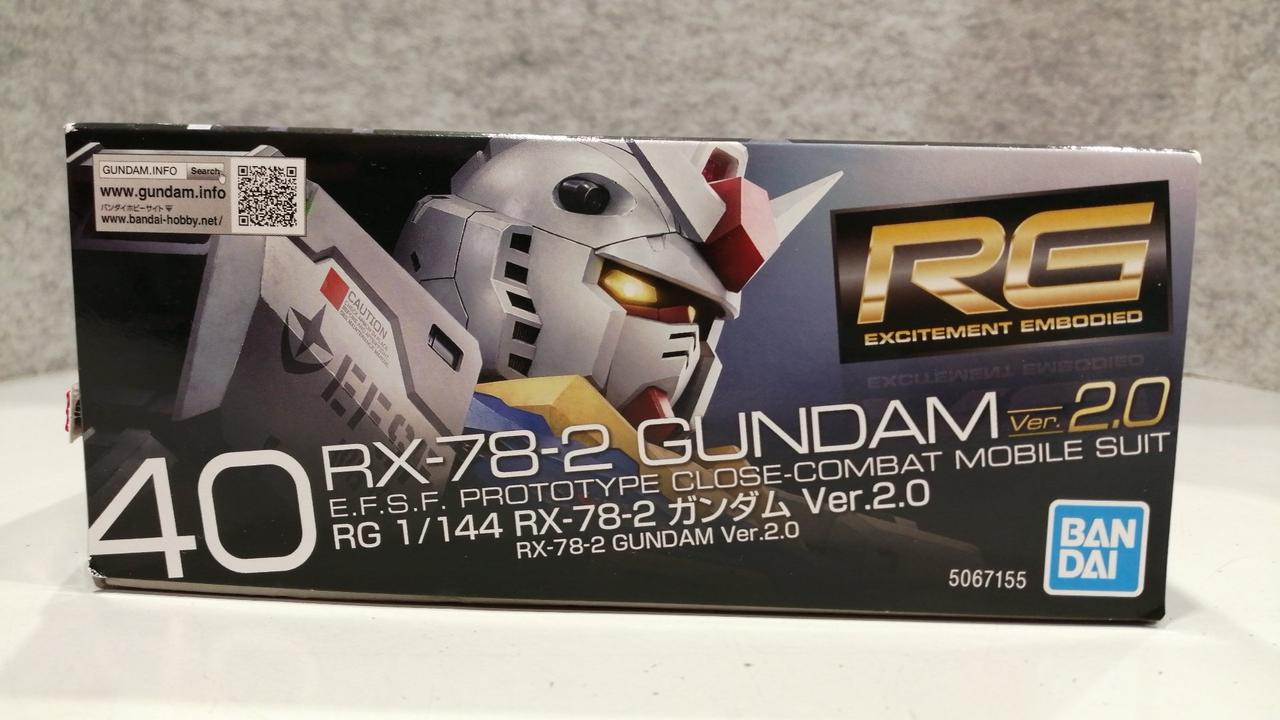 GUNDAM.INFO Search
www.gundam.info
バンダイホビーサイト
www.bandai-hobby.net/
CAUTION
RG
EXCITEMENT EMBODIED
40
RX-78-2 GUNDAM Ver. 2.0
E.F.S.F. PROTOTYPE CLOSE-COMBAT MOBILE SUIT
RG 1/144 RX-78-2 ガンダム Ver.2.0
RX-78-2 GUNDAM Ver.2.0
5067155
BAN
DAI